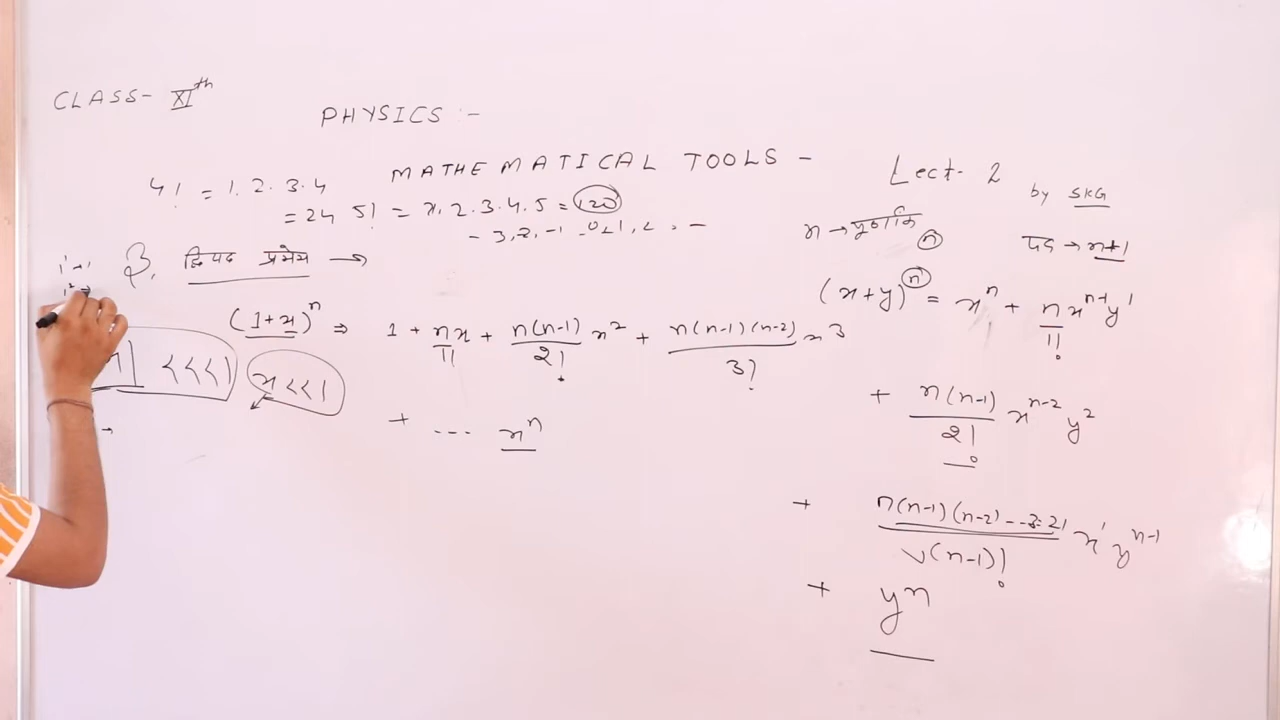 CLASS- XIth
PHYSICS :-
MATHEMATICAL TOOLS -
Lect- 2
by SKG
4! = 1.2.3.4
= 24 5! = 1.2.3.4.5 = 120
-3,-2,-1
n → पूर्णांक
n
पद → n+1
द्विपद प्रमेय →
(1+x)^n ⇒ 1 + nx/1! + n(n-1)/2! x^2 + n(n-1)(n-2)/3! x^3
+ ---- x^n
<<<1
x<<1
(x+y)^n = x^n + n/1! x^{n-1} y^1
+ n(n-1)/2! x^{n-2} y^2
+ n(n-1)(n-2)---3.2.1/(n-1)! x^1 y^{n-1}
+ y^n